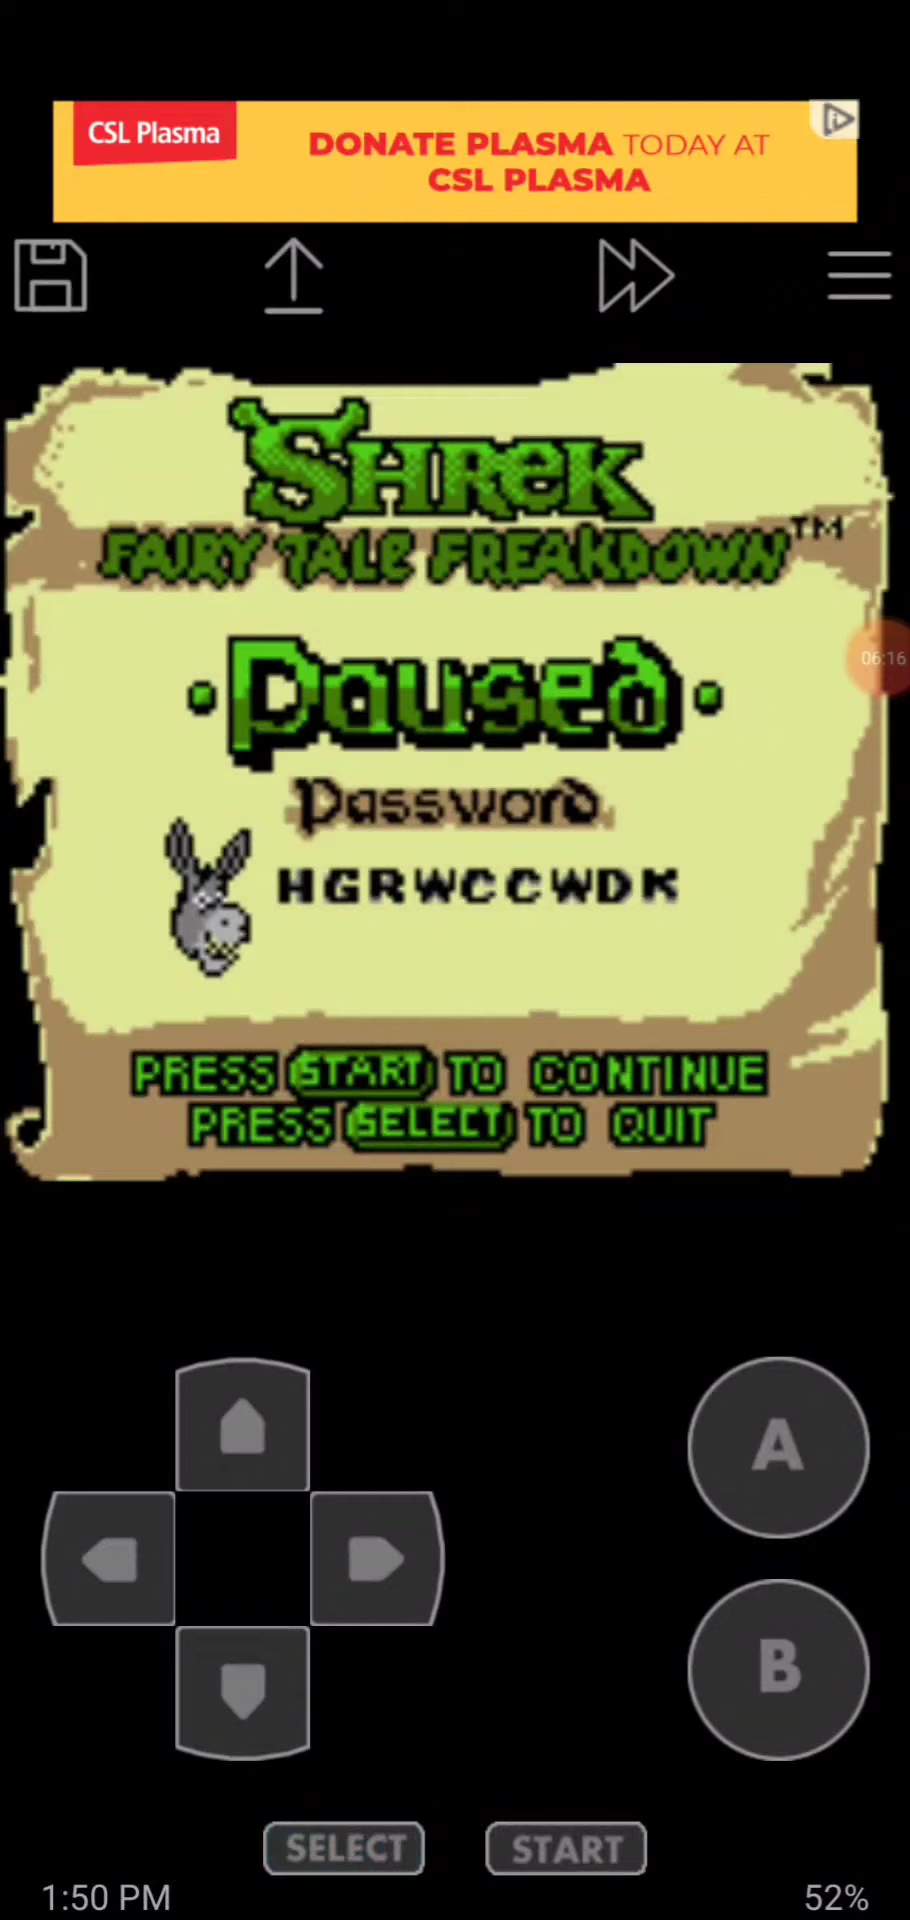 CSL Plasma
DONATE PLASMA TODAY AT
CSL PLASMA
SHRek
FAIRY TALE FREAKDOWN™
06:16
Paused
Password
HGRWCCWDK
PRESS START TO CONTINUE
PRESS SELECT TO QUIT
A
B
SELECT START
1:50 PM 52%